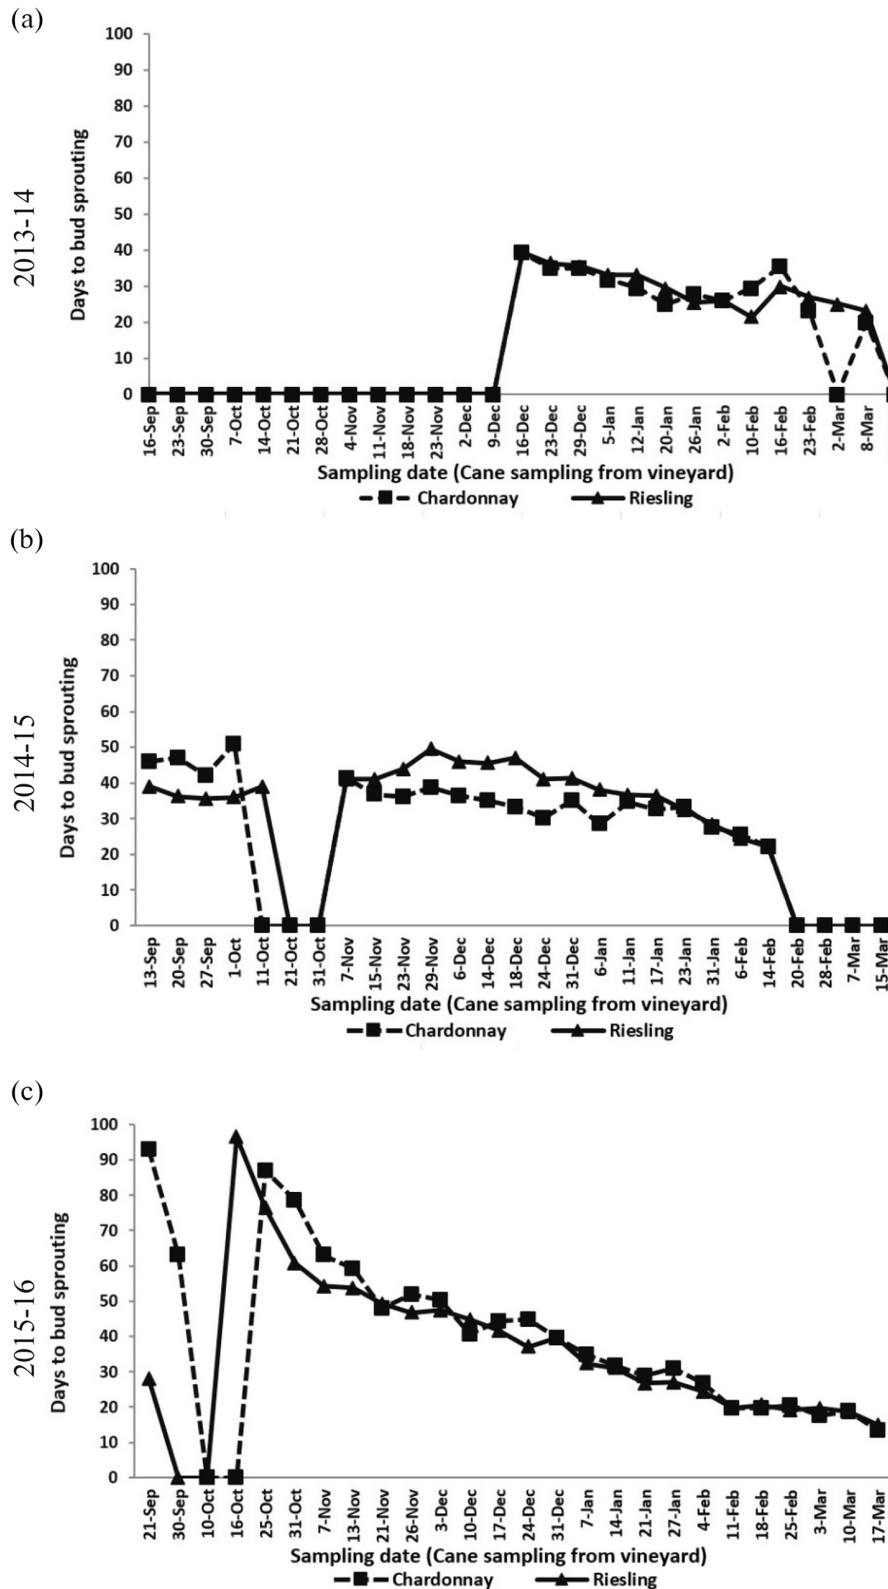 (a)
2013-14
Days to bud sprouting
100
90
80
70
60
50
40
30
20
10
0
16-Sep 23-Sep 30-Sep 7-Oct 14-Oct 21-Oct 28-Oct 4-Nov 11-Nov 18-Nov 23-Nov 2-Dec 9-Dec 16-Dec 23-Dec 29-Dec 5-Jan 12-Jan 20-Jan 26-Jan 2-Feb 10-Feb 16-Feb 23-Feb 2-Mar 8-Mar
Sampling date (Cane sampling from vineyard)
Chardonnay Riesling
(b)
2014-15
Days to bud sprouting
100
90
80
70
60
50
40
30
20
10
0
13-Sep 20-Sep 27-Sep 1-Oct 11-Oct 21-Oct 31-Oct 7-Nov 15-Nov 23-Nov 29-Nov 6-Dec 14-Dec 18-Dec 24-Dec 31-Dec 6-Jan 11-Jan 17-Jan 23-Jan 31-Jan 6-Feb 14-Feb 20-Feb 28-Feb 7-Mar 15-Mar
Sampling date (Cane sampling from vineyard)
Chardonnay Riesling
(c)
2015-16
Days to bud sprouting
100
90
80
70
60
50
40
30
20
10
0
21-Sep 30-Sep 10-Oct 16-Oct 25-Oct 31-Oct 7-Nov 13-Nov 21-Nov 26-Nov 3-Dec 10-Dec 17-Dec 24-Dec 31-Dec 7-Jan 14-Jan 21-Jan 27-Jan 4-Feb 11-Feb 18-Feb 25-Feb 3-Mar 10-Mar 17-Mar
Sampling date (Cane sampling from vineyard)
Chardonnay Riesling